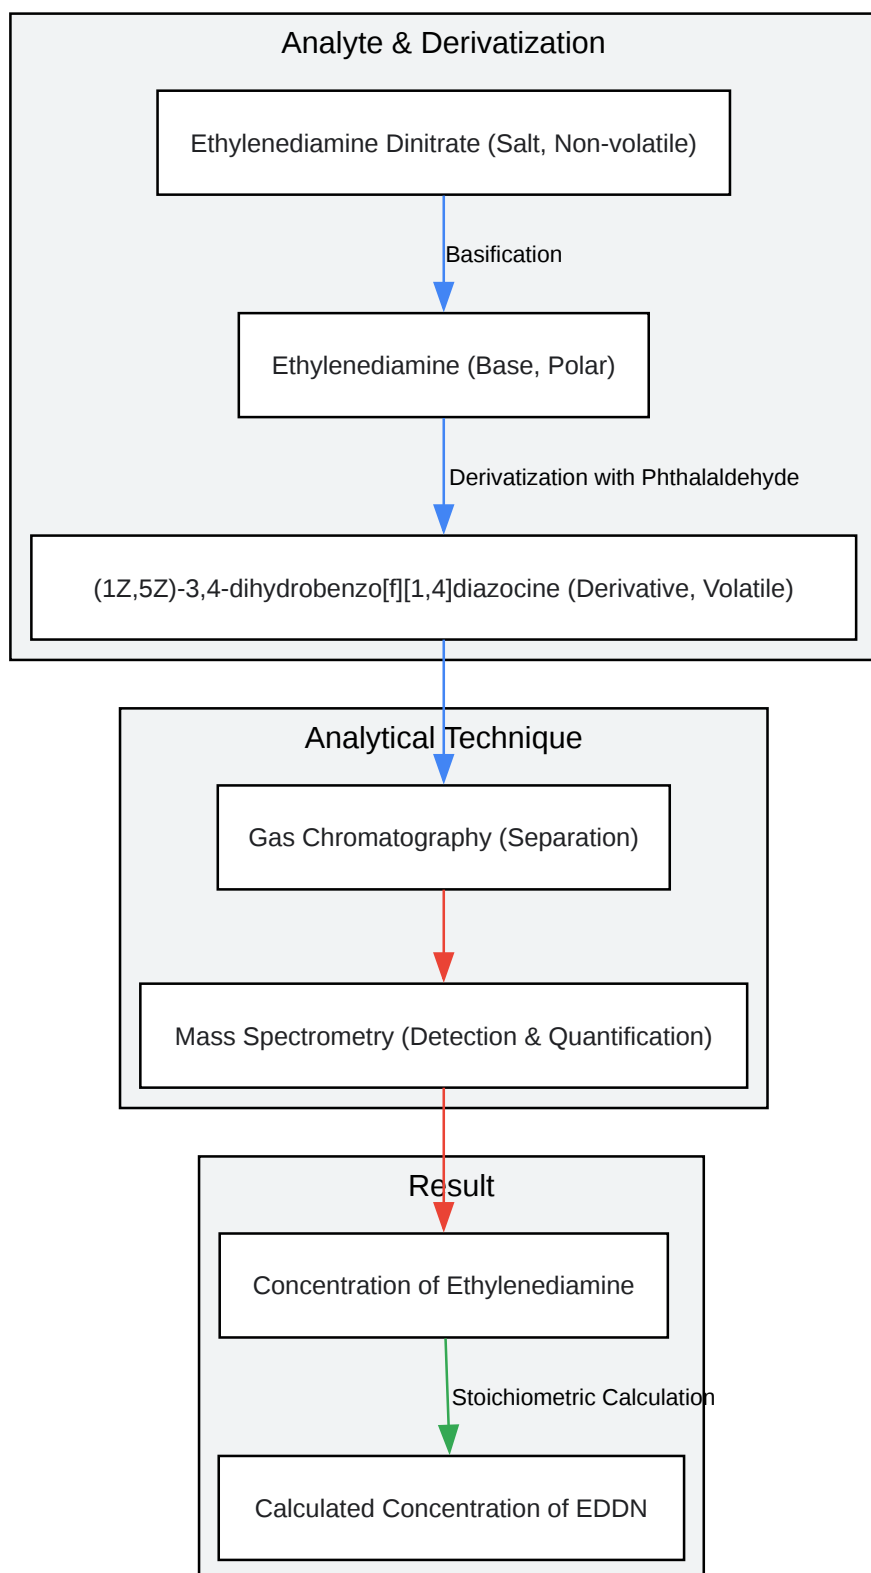 Analyte & Derivatization
Ethylenediamine Dinitrate (Salt, Non-volatile)
Basification
Ethylenediamine (Base, Polar)
Derivatization with Phthalaldehyde
(1Z,5Z)-3,4-dihydrobenzo[f][1,4]diazocine (Derivative, Volatile)
Analytical Technique
Gas Chromatography (Separation)
Mass Spectrometry (Detection & Quantification)
Result
Concentration of Ethylenediamine
Stoichiometric Calculation
Calculated Concentration of EDDN